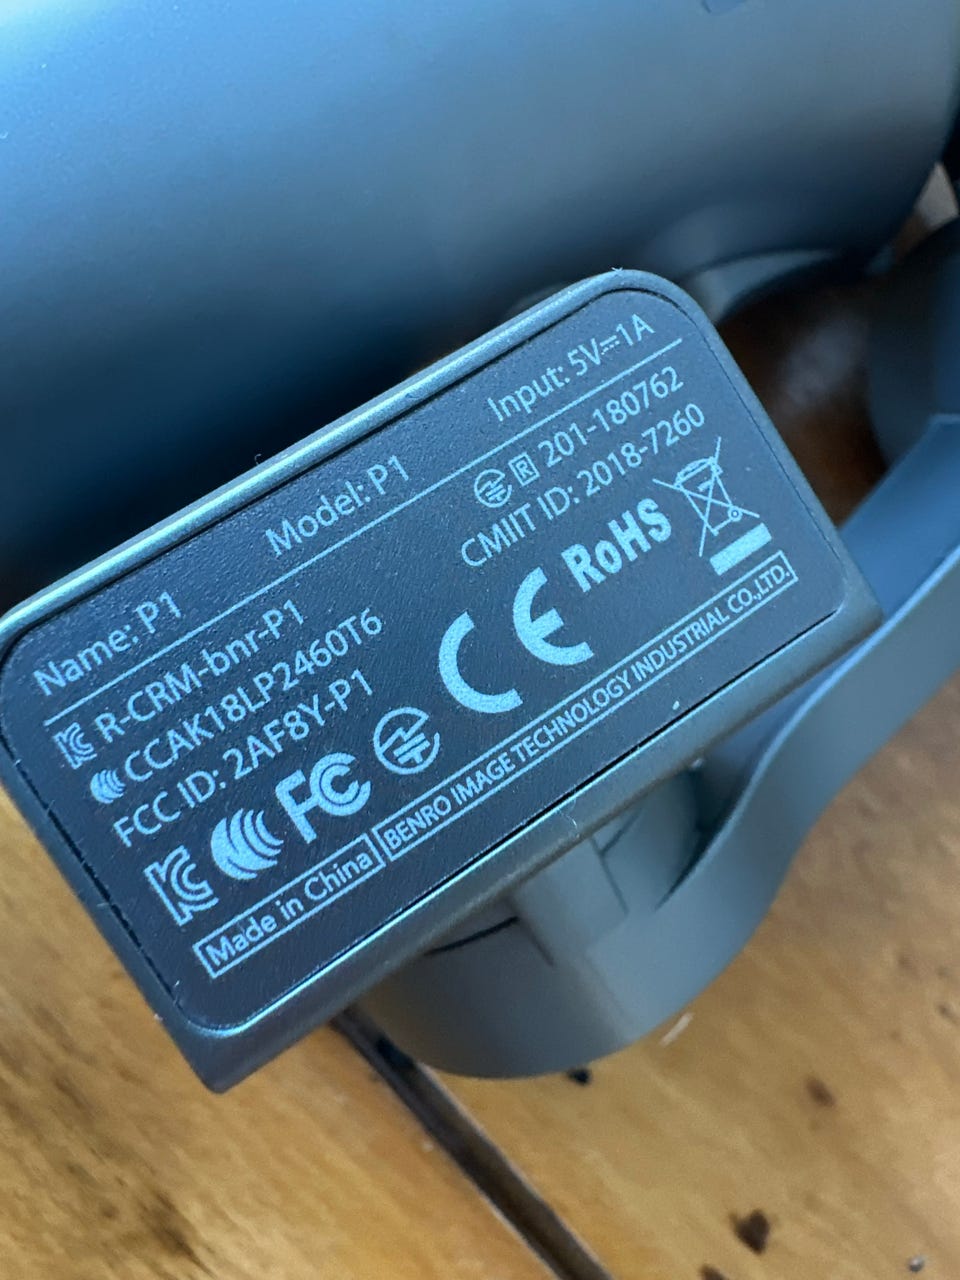 Name: P1 Model: P1 Input: 5V⎓1A
R-CRM-bnr-P1
CCAK18LP2460T6
FCC ID: 2AF8Y-P1
R 201-180762
CMIIT ID: 2018-7260
FC CE RoHS
Made in China BENRO IMAGE TECHNOLOGY INDUSTRIAL CO.,LTD.